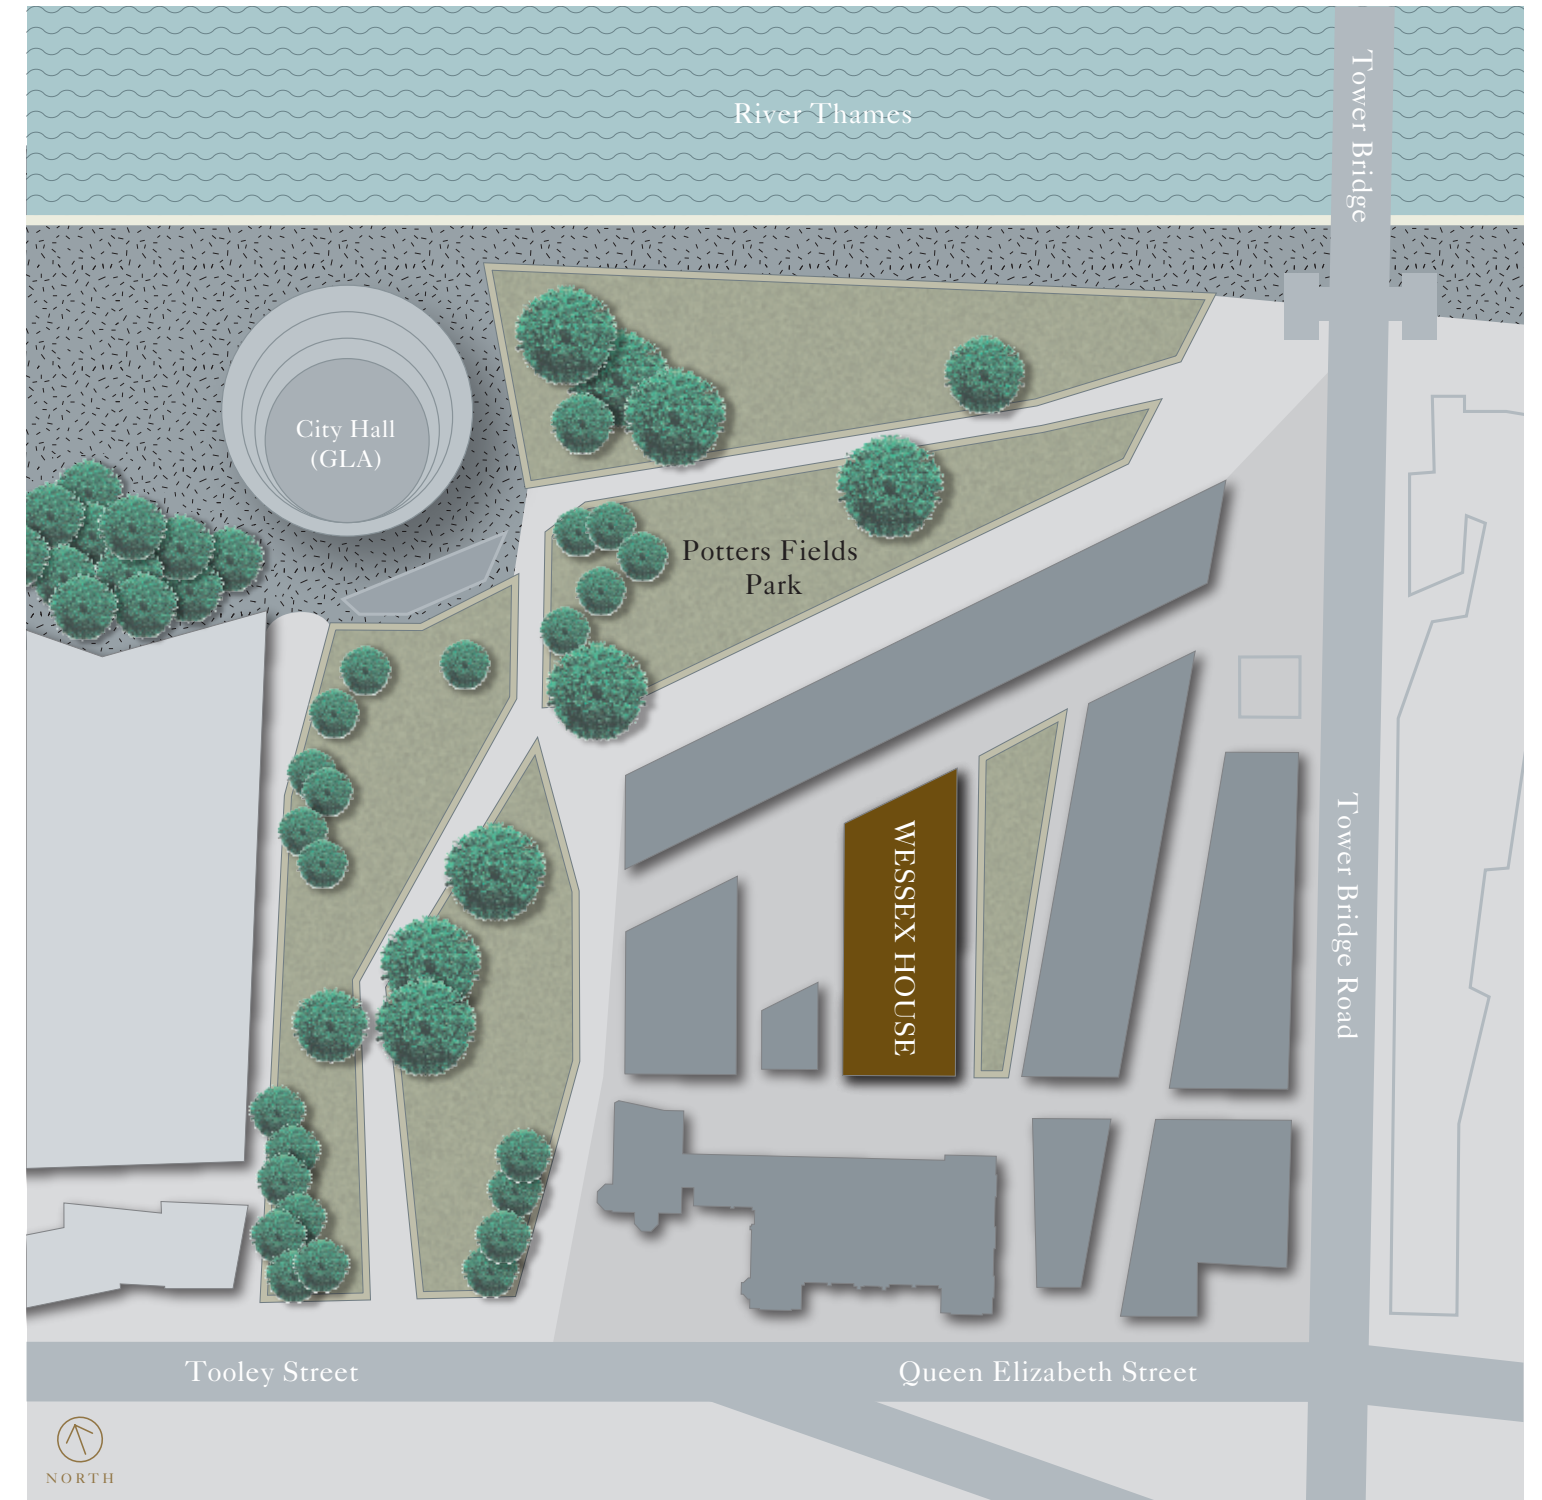 Tower Bridge
River Thames
City Hall
(GLA)
Potters Fields
Park
WESSEX HOUSE
Tower Bridge Road
Tooley Street
Queen Elizabeth Street
NORTH